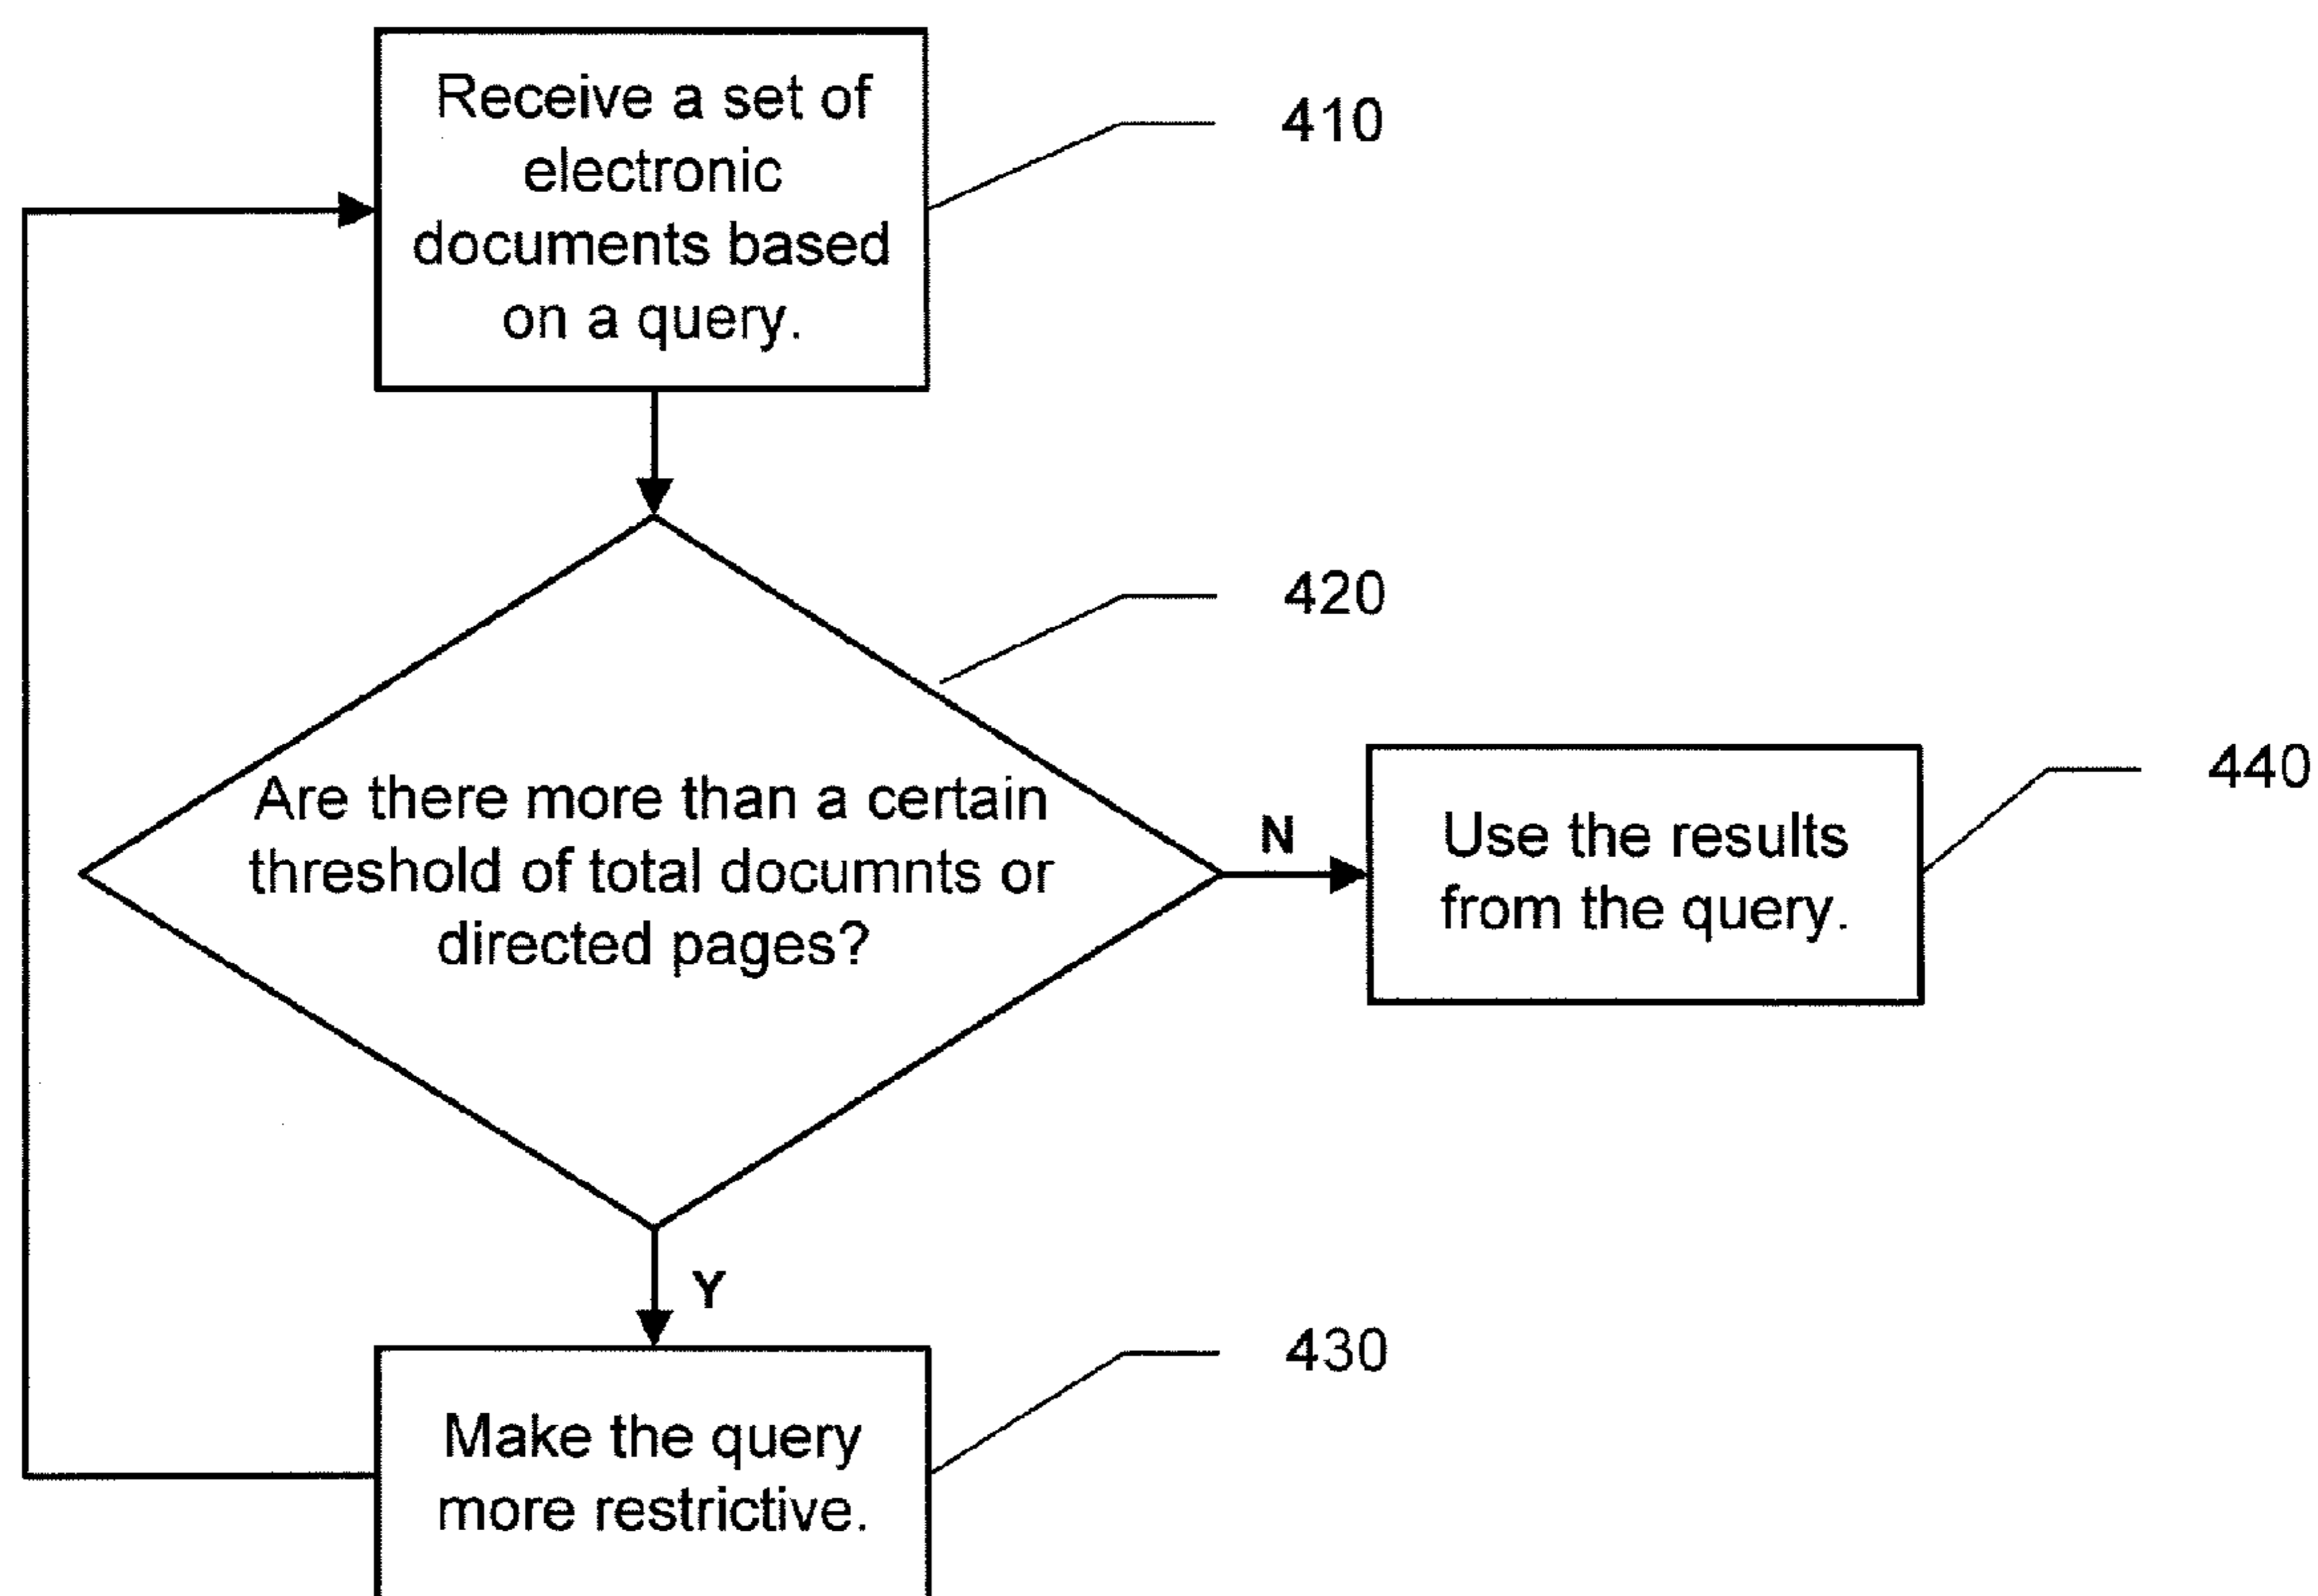 Receive a set of
electronic
documents based
on a query.
410
420
Are there more than a certain
threshold of total documnts or
directed pages?
N
Use the results
from the query.
440
Y
430
Make the query
more restrictive.